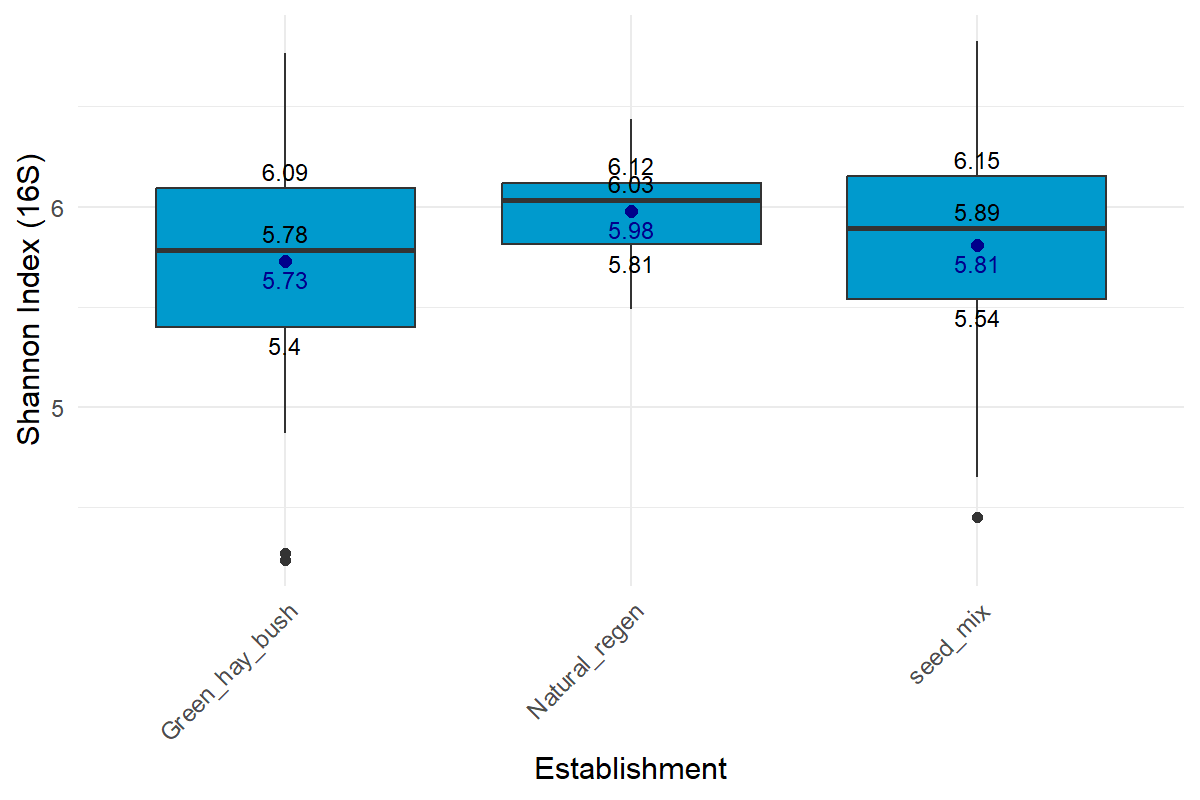 Shannon Index (16S)
6
5
6.09
5.78
5.73
5.4
6.12
6.03
5.98
5.81
6.15
5.89
5.81
5.54
Green_hay_bush
Natural_regen
seed_mix
Establishment